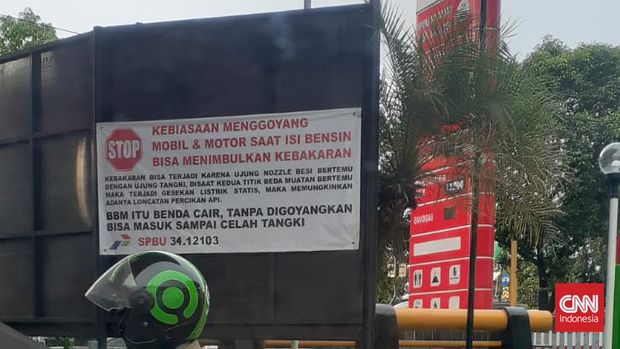 STOP
KEBIASAAN MENGGOYANG
MOBIL & MOTOR SAAT ISI BENSIN
BISA MENIMBULKAN KEBAKARAN
KEBAKARAN BISA TERJADI KARENA UJUNG NOZZLE BESI BERTEMU
DENGAN UJUNG TANGKI, DISAAT KEDUA TITIK BEDA MUATAN BERTEMU
MAKA TERJADI GESEKAN LISTRIK STATIS, MAKA MEMUNGKINKAN
ADANYA LONCATAN PERCIKAN API.
BBM ITU BENDA CAIR, TANPA DIGOYANGKAN
BISA MASUK SAMPAI CELAH TANGKI
SPBU 34.12103
CNN
Indonesia